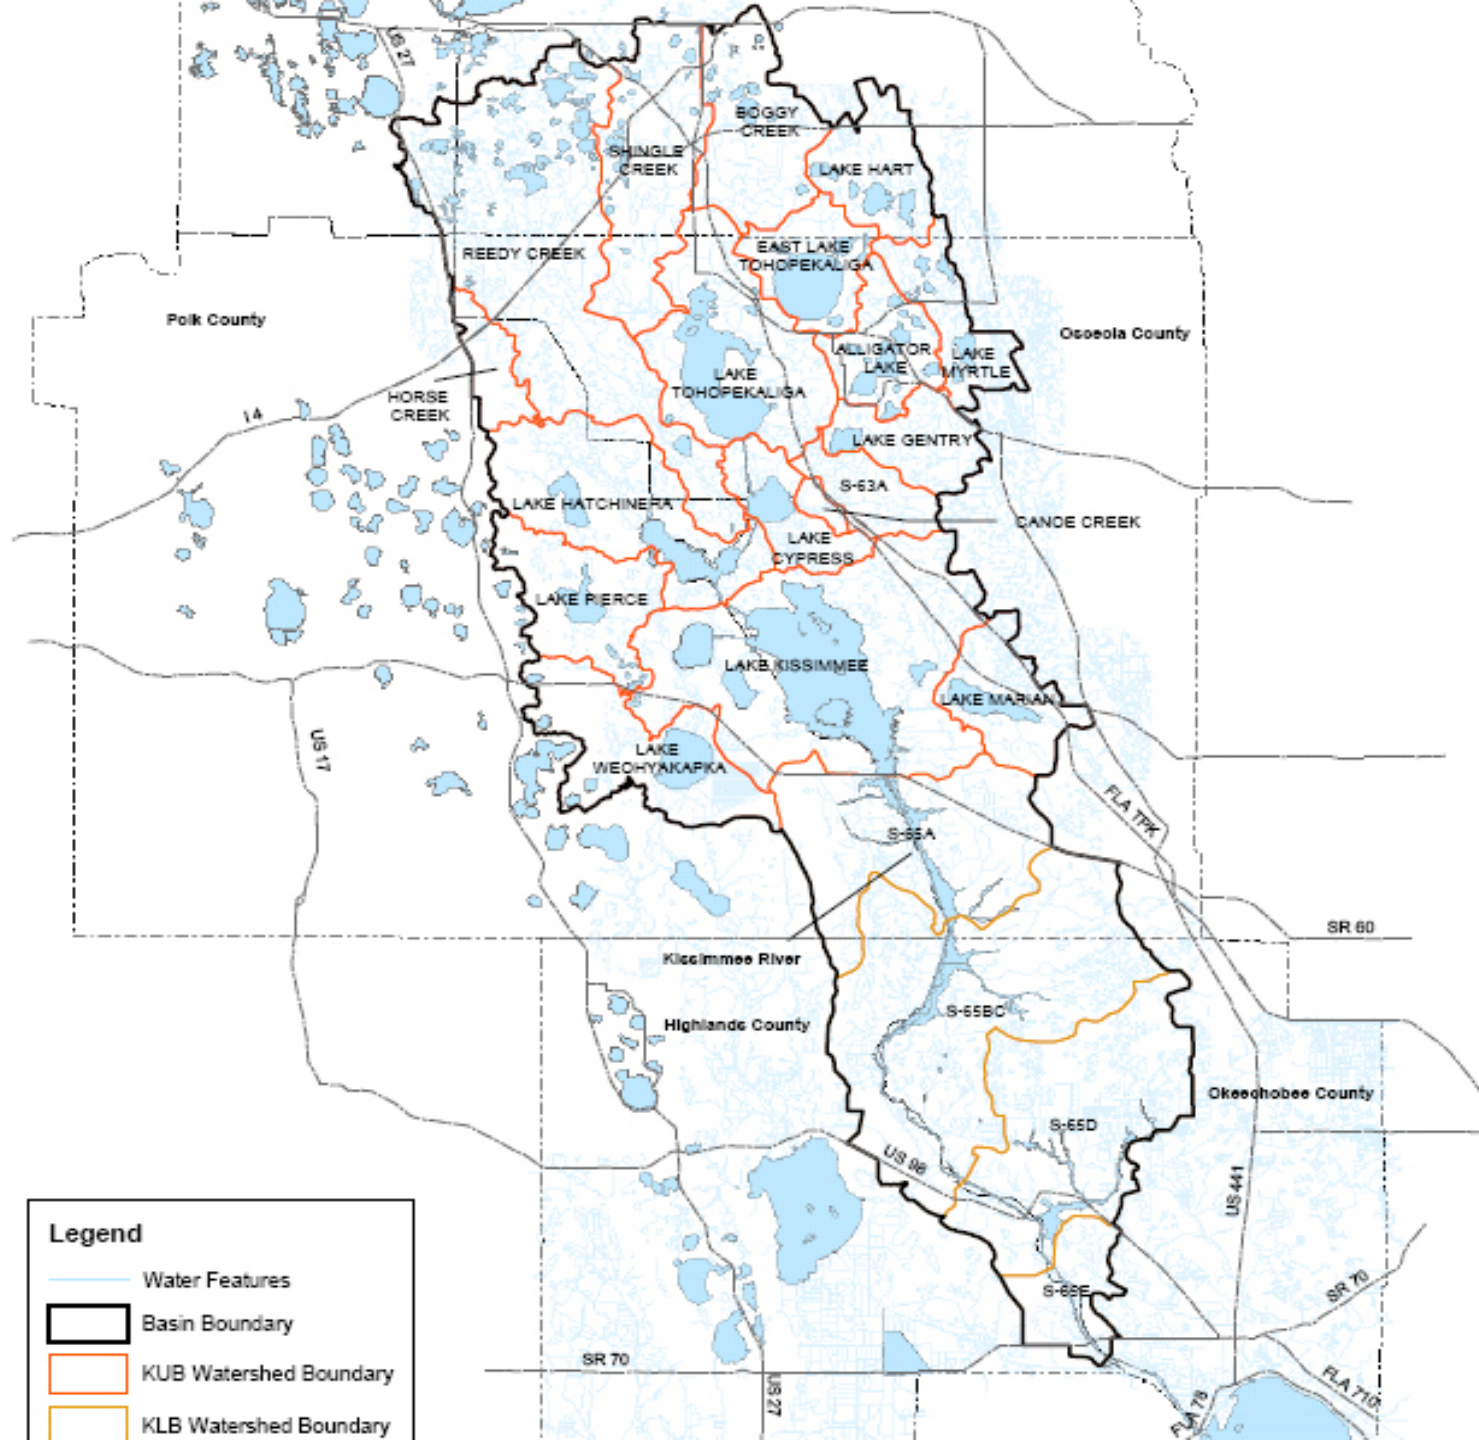 US 27
BOGGY
CREEK
SHINGLE
CREEK
LAKE HART
REEDY CREEK
EAST LAKE
TOHOPEKALIGA
Polk County
Osceola County
ALLIGATOR
LAKE
LAKE
MYRTLE
LAKE
TOHOPEKALIGA
HORSE
CREEK
I 4
LAKE GENTRY
S-63A
LAKE HATCHINERA
CANOE CREEK
LAKE
CYPRESS
LAKE PIERCE
LAKE KISSIMMEE
LAKE MARIAN
US 17
LAKE
WEOHYAKAPKA
FLA TPK
S-65A
SR 60
Kissimmee River
S-65BC
Highlands County
Okeechobee County
S-65D
US 98
US 441
Legend
Water Features
S-65E
SR 70
Basin Boundary
SR 70
KUB Watershed Boundary
US 27
FLA 710
FLA 78
KLB Watershed Boundary